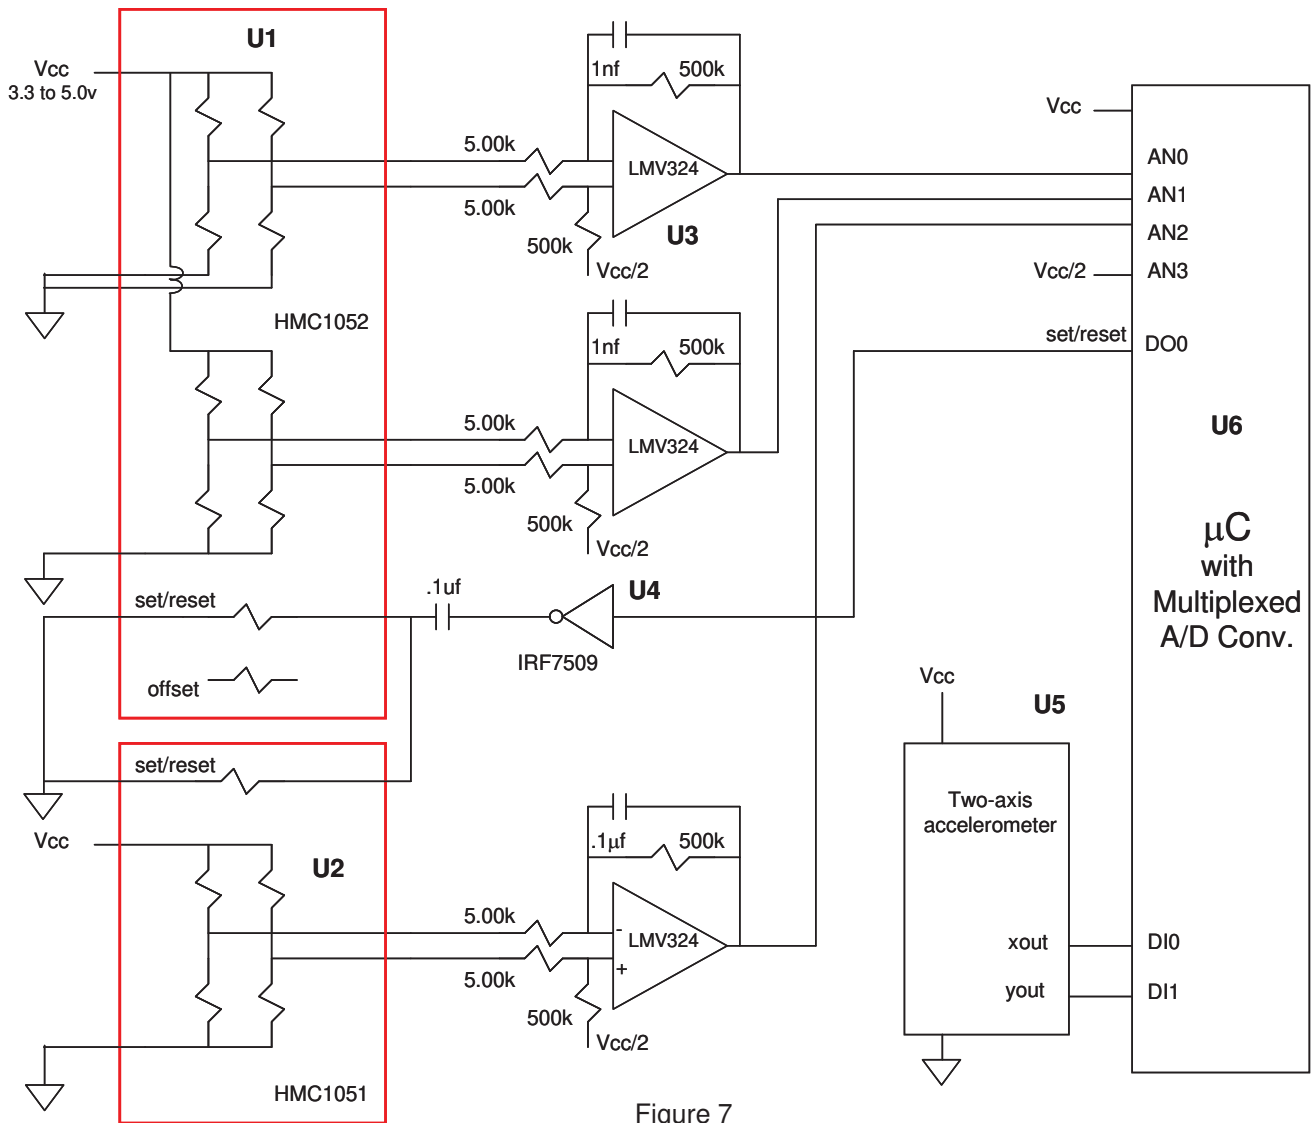 U1
Vcc
3.3 to 5.0v
HMC1052
set/reset
offset
1nf
500k
5.00k
5.00k
LMV324
U3
500k
Vcc/2
1nf
500k
5.00k
5.00k
LMV324
500k
Vcc/2
.1uf
U4
IRF7509
set/reset
Vcc
U2
HMC1051
.1μf
500k
5.00k
5.00k
-
+
LMV324
500k
Vcc/2
Vcc
AN0
AN1
AN2
Vcc/2
AN3
set/reset
DO0
U6
μC
with
Multiplexed
A/D Conv.
Vcc
U5
Two-axis
accelerometer
xout
yout
DI0
DI1
Figure 7